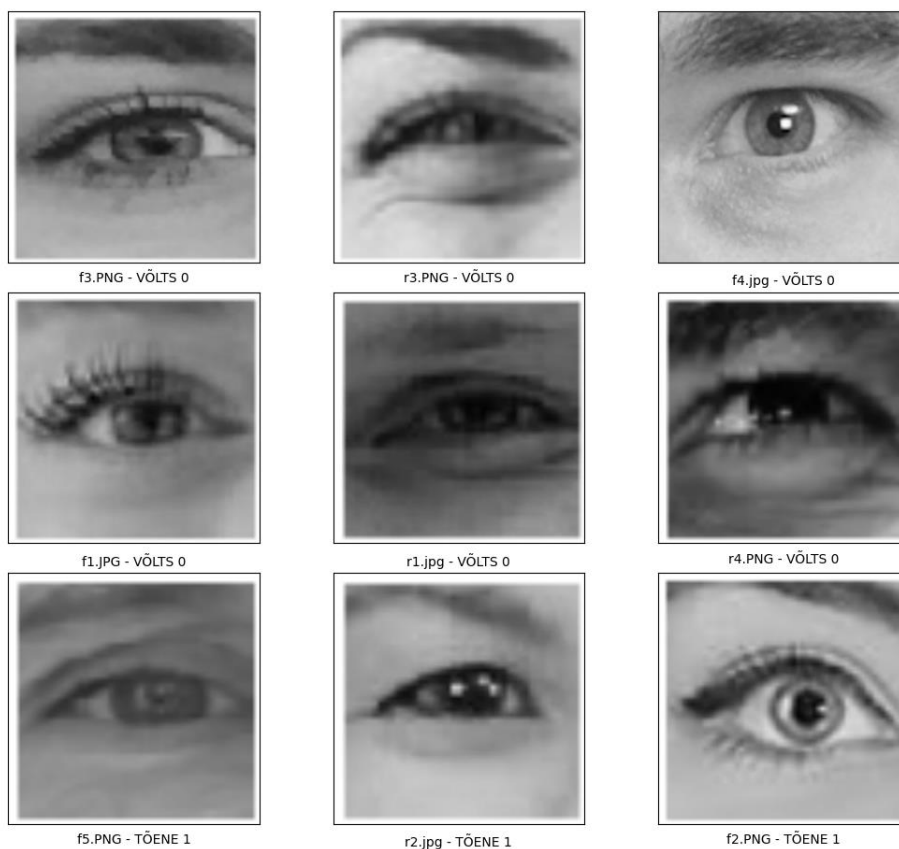 f3.PNG - VÕLTS 0
r3.PNG - VÕLTS 0
f4.jpg - VÕLTS 0
f1.JPG - VÕLTS 0
r1.jpg - VÕLTS 0
r4.PNG - VÕLTS 0
f5.PNG - TÕENE 1
r2.jpg - TÕENE 1
f2.PNG - TÕENE 1